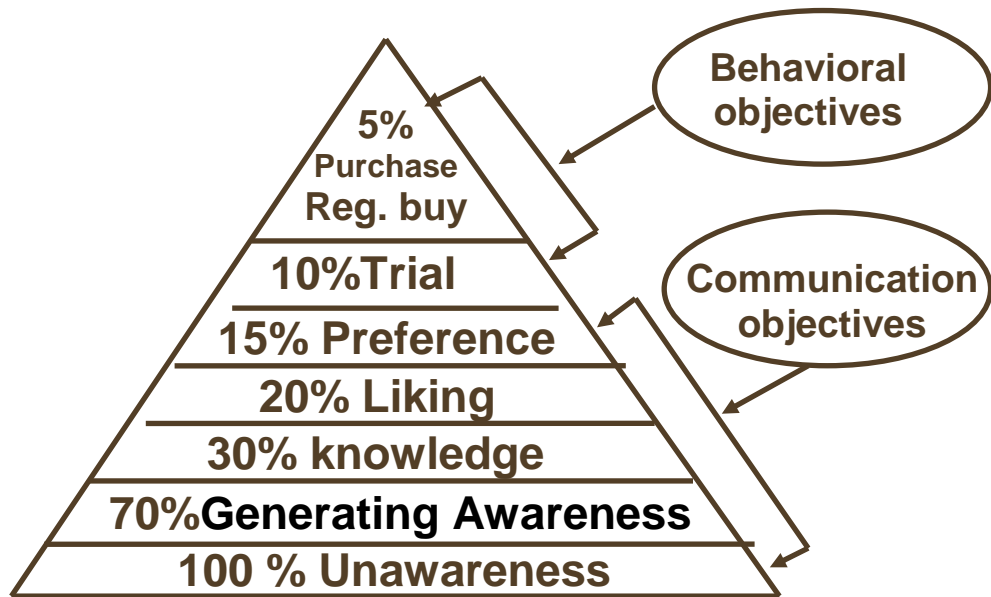 Behavioral
objectives
5%
Purchase
Reg. buy
10%Trial
Communication
objectives
15% Preference
20% Liking
30% knowledge
70%Generating Awareness
100 % Unawareness